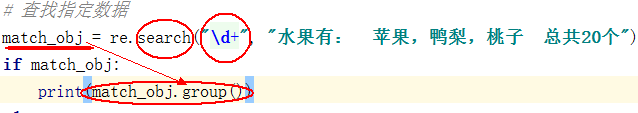 # 查找指定数据
match_obj = re.search("\d+", "水果有：  苹果，鸭梨，桃子  总共20个")
if match_obj:
    print(match_obj.group())